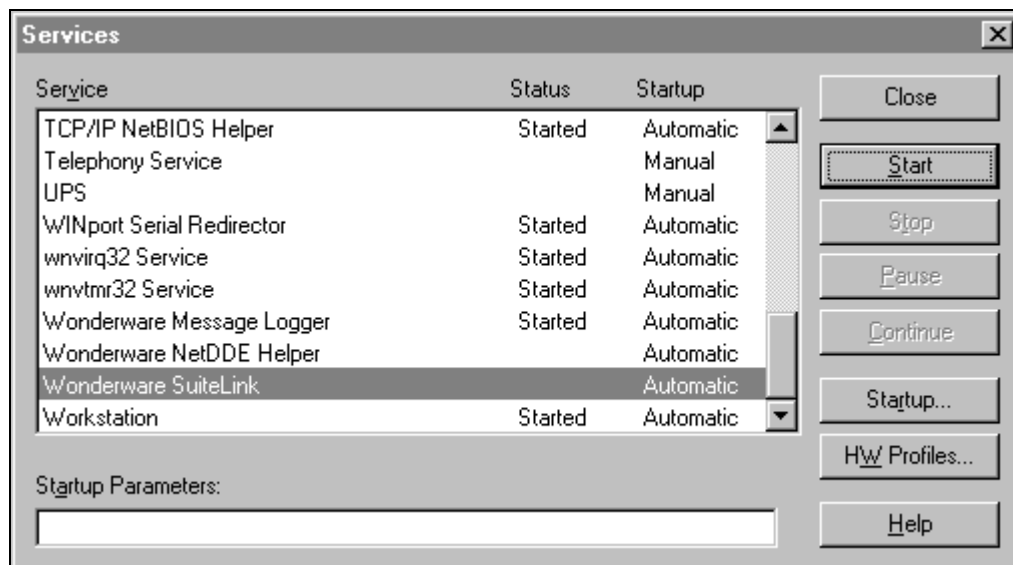 Services
Service Status Startup
TCP/IP NetBIOS Helper Started Automatic
Telephony Service Manual
UPS Manual
WINport Serial Redirector Started Automatic
wnvirq32 Service Started Automatic
wnvtmr32 Service Started Automatic
Wonderware Message Logger Started Automatic
Wonderware NetDDE Helper Automatic
Wonderware SuiteLink Automatic
Workstation Started Automatic
Startup Parameters:
Close
Start
Stop
Pause
Continue
Startup...
HW Profiles...
Help